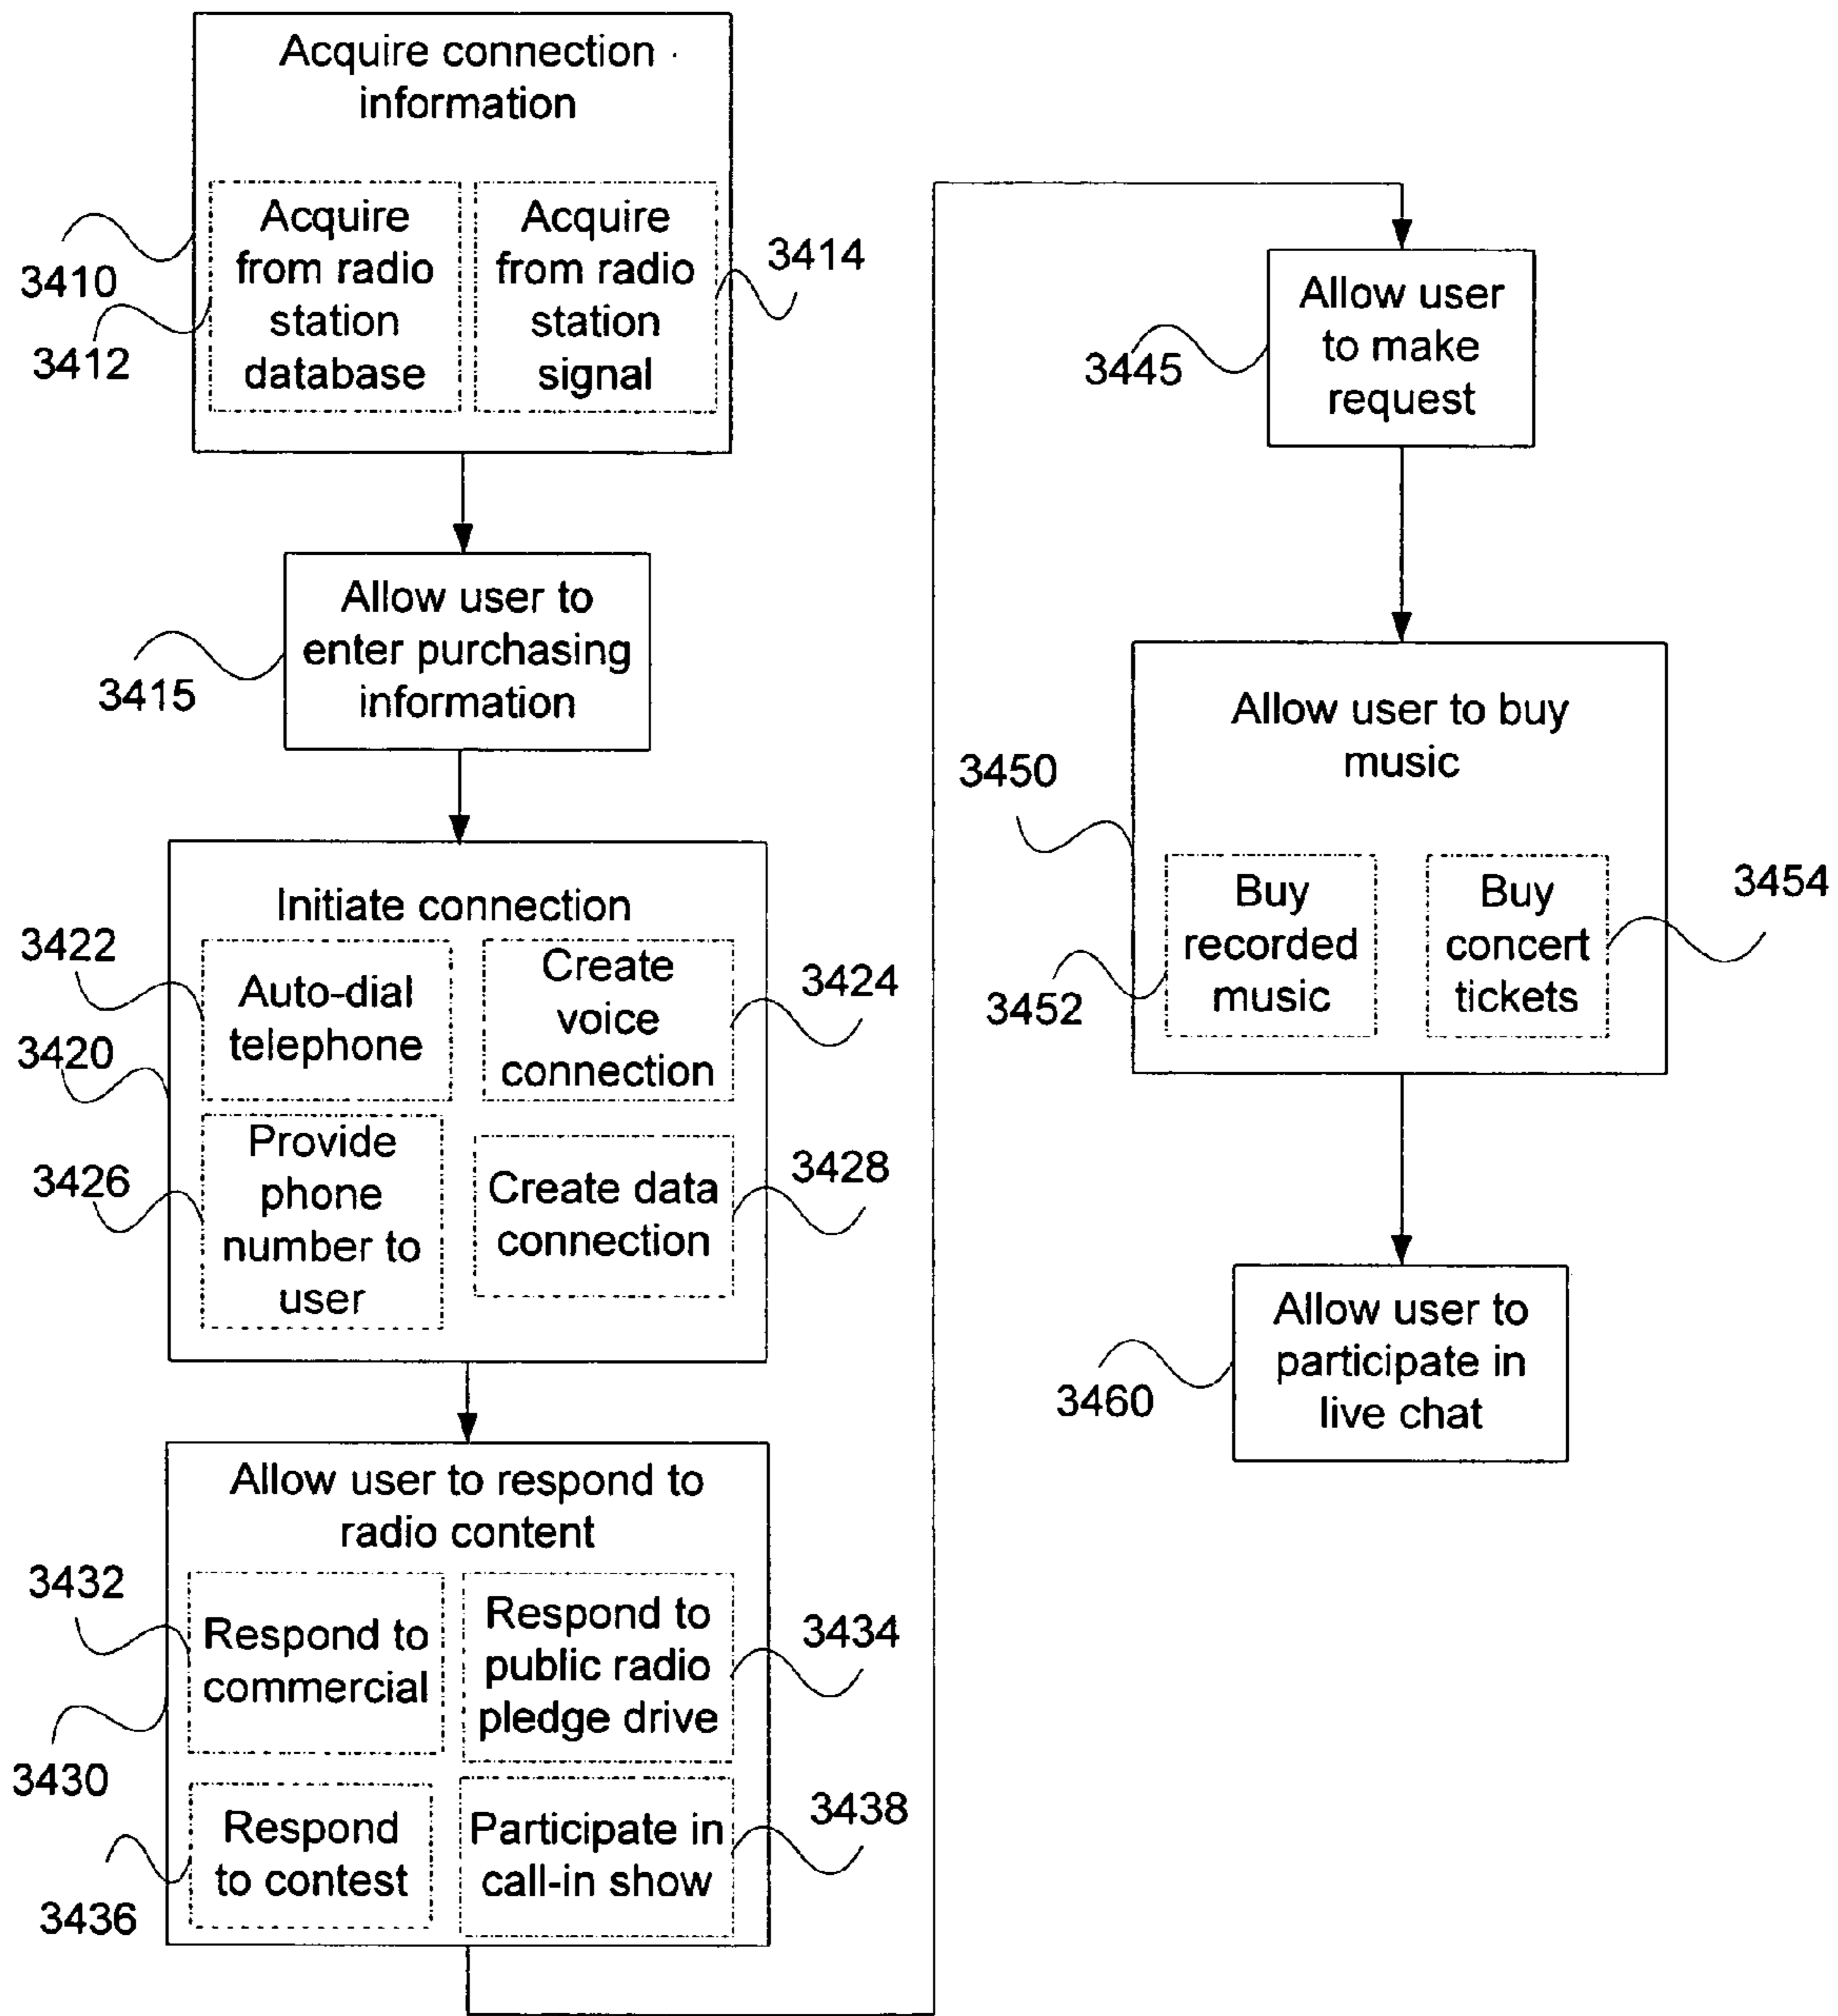 Acquire connection
information
Acquire
from radio
station
database
Acquire
from radio
station
signal
3410
3412
3414
Allow user to
enter purchasing
information
3415
Initiate connection
Auto-dial
telephone
Create
voice
connection
Provide
phone
number to
user
Create data
connection
3422
3420
3426
3424
3428
Allow user to respond to
radio content
Respond to
commercial
Respond to
public radio
pledge drive
Respond
to contest
Participate in
call-in show
3432
3430
3436
3434
3438
Allow user
to make
request
3445
Allow user to buy
music
Buy
recorded
music
Buy
concert
tickets
3450
3452
3454
Allow user to
participate in
live chat
3460